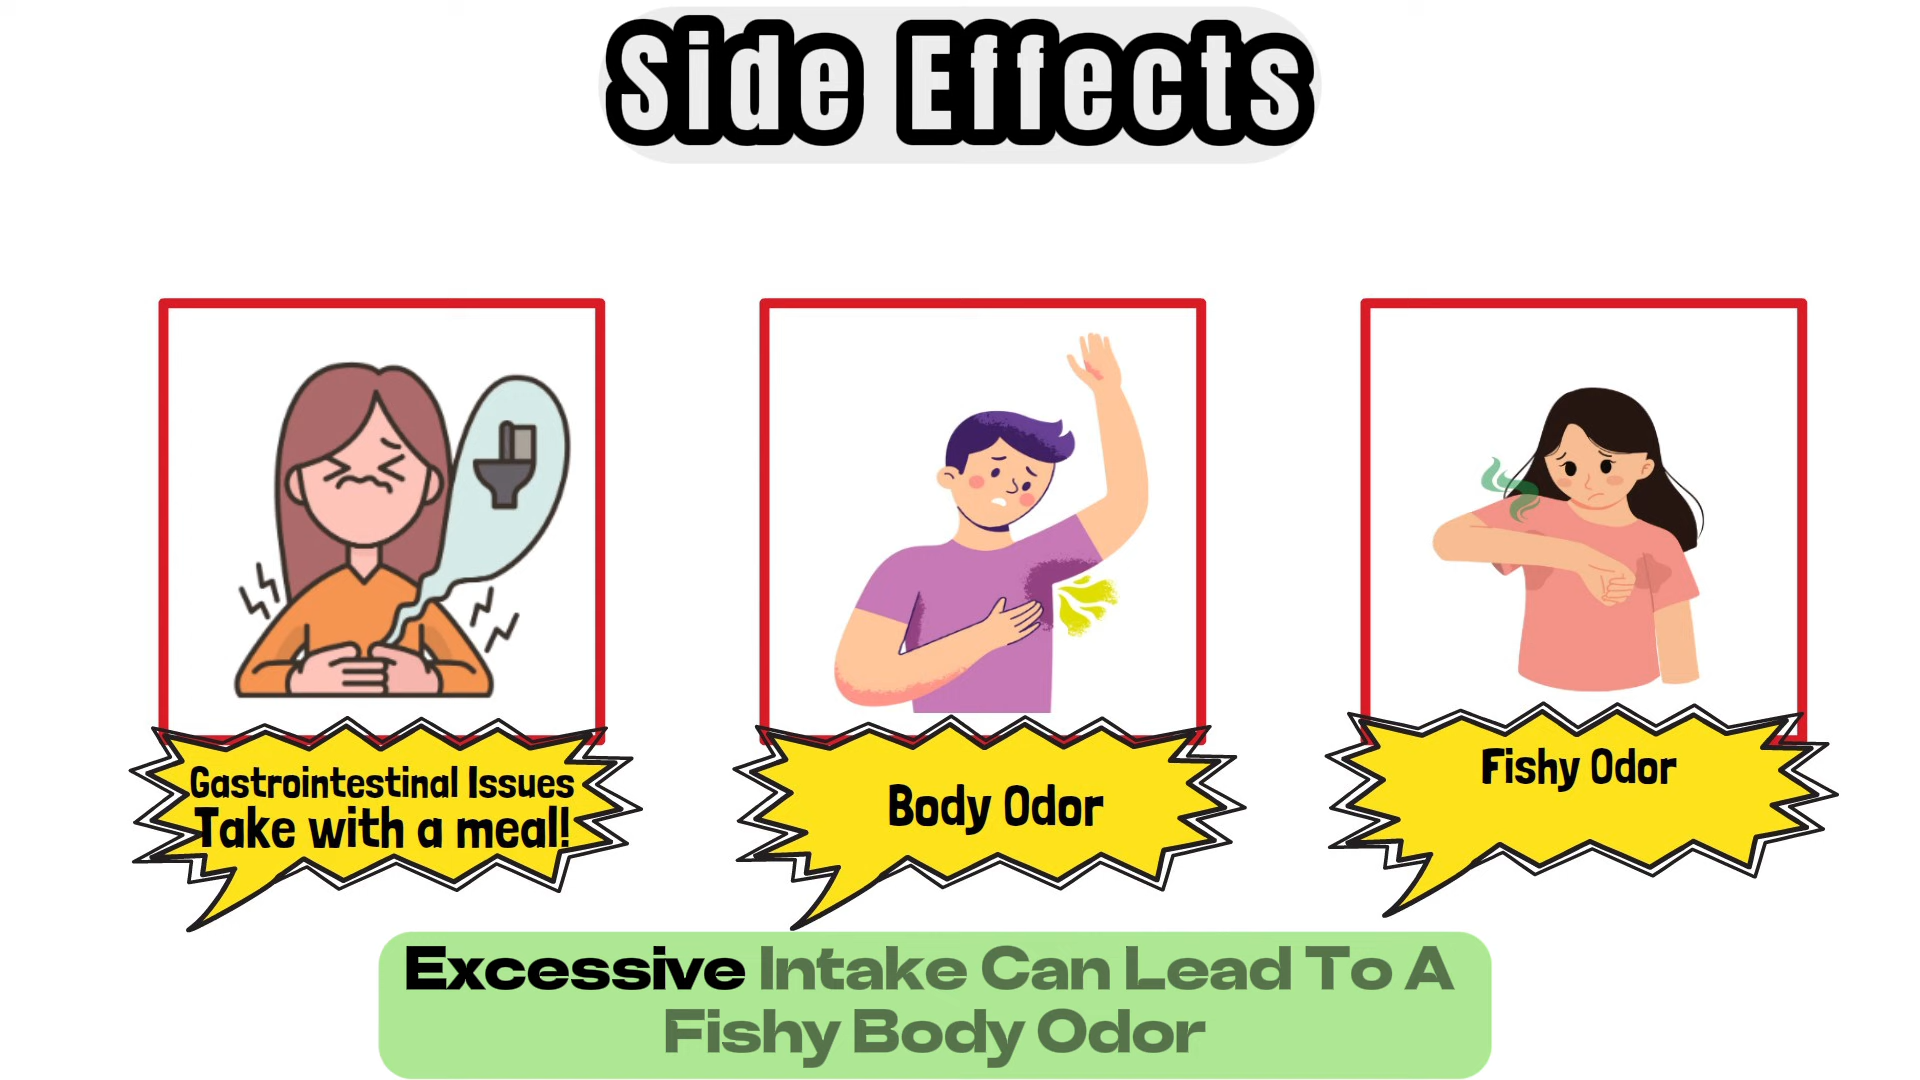 Side Effects
Gastrointestinal Issues
Take with a meal!
Body Odor
Fishy Odor
Excessive Intake Can Lead To A
Fishy Body Odor